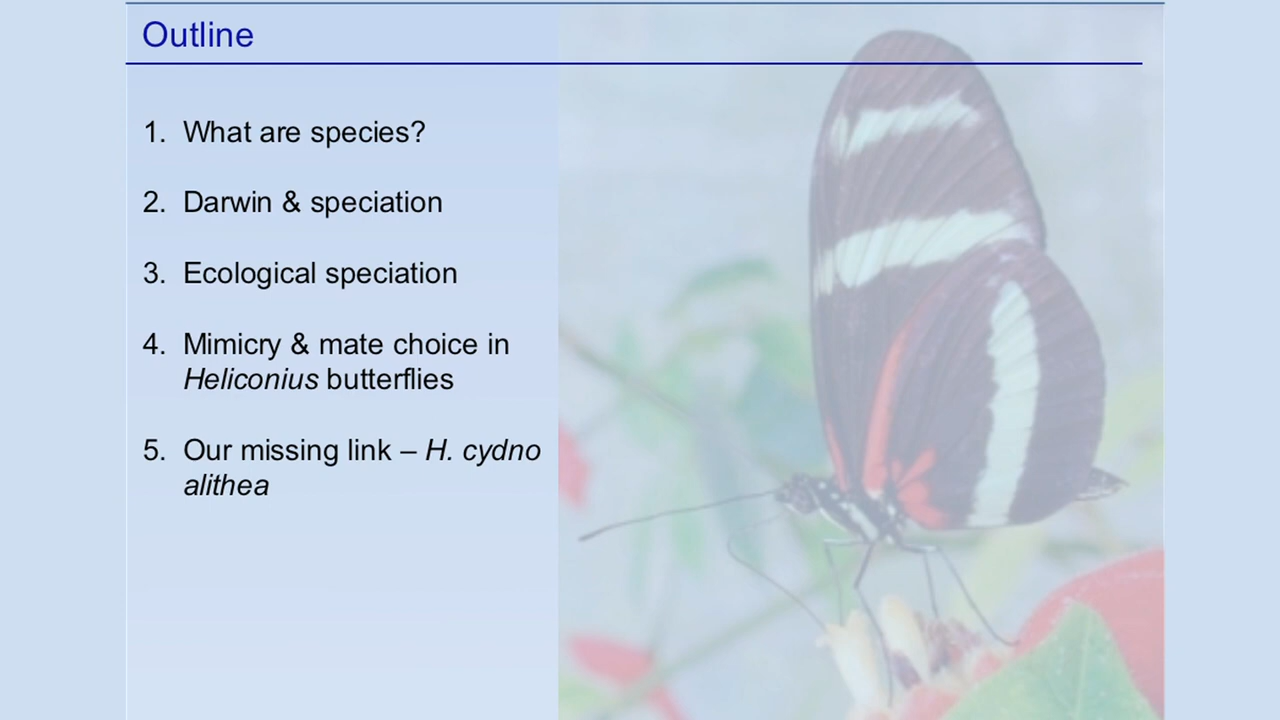 Outline
1. What are species?
2. Darwin & speciation
3. Ecological speciation
4. Mimicry & mate choice in
Heliconius butterflies
5. Our missing link – H. cydno
alithea